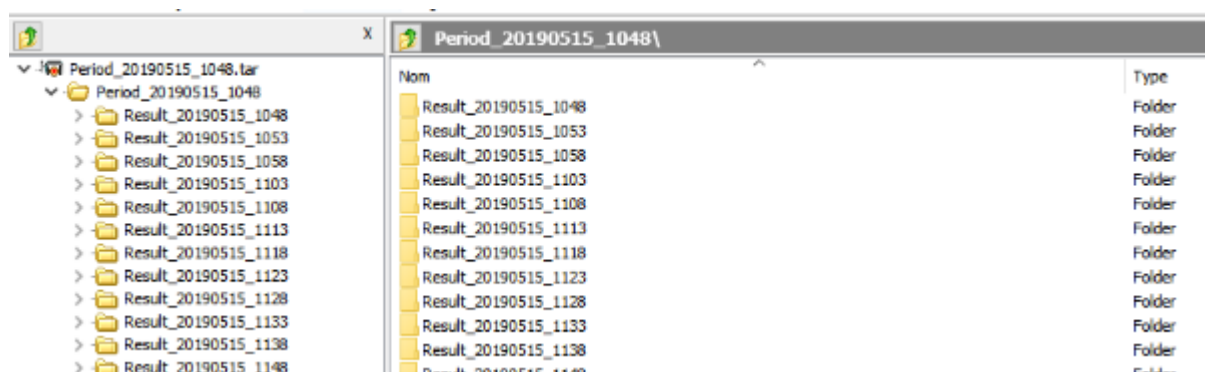 X
Period_20190515_1048.tar
Period_20190515_1048
Result_20190515_1048
Result_20190515_1053
Result_20190515_1058
Result_20190515_1103
Result_20190515_1108
Result_20190515_1113
Result_20190515_1118
Result_20190515_1123
Result_20190515_1128
Result_20190515_1133
Result_20190515_1138
Result_20190515_1148
Period_20190515_1048\
Nom Type
Result_20190515_1048 Folder
Result_20190515_1053 Folder
Result_20190515_1058 Folder
Result_20190515_1103 Folder
Result_20190515_1108 Folder
Result_20190515_1113 Folder
Result_20190515_1118 Folder
Result_20190515_1123 Folder
Result_20190515_1128 Folder
Result_20190515_1133 Folder
Result_20190515_1138 Folder